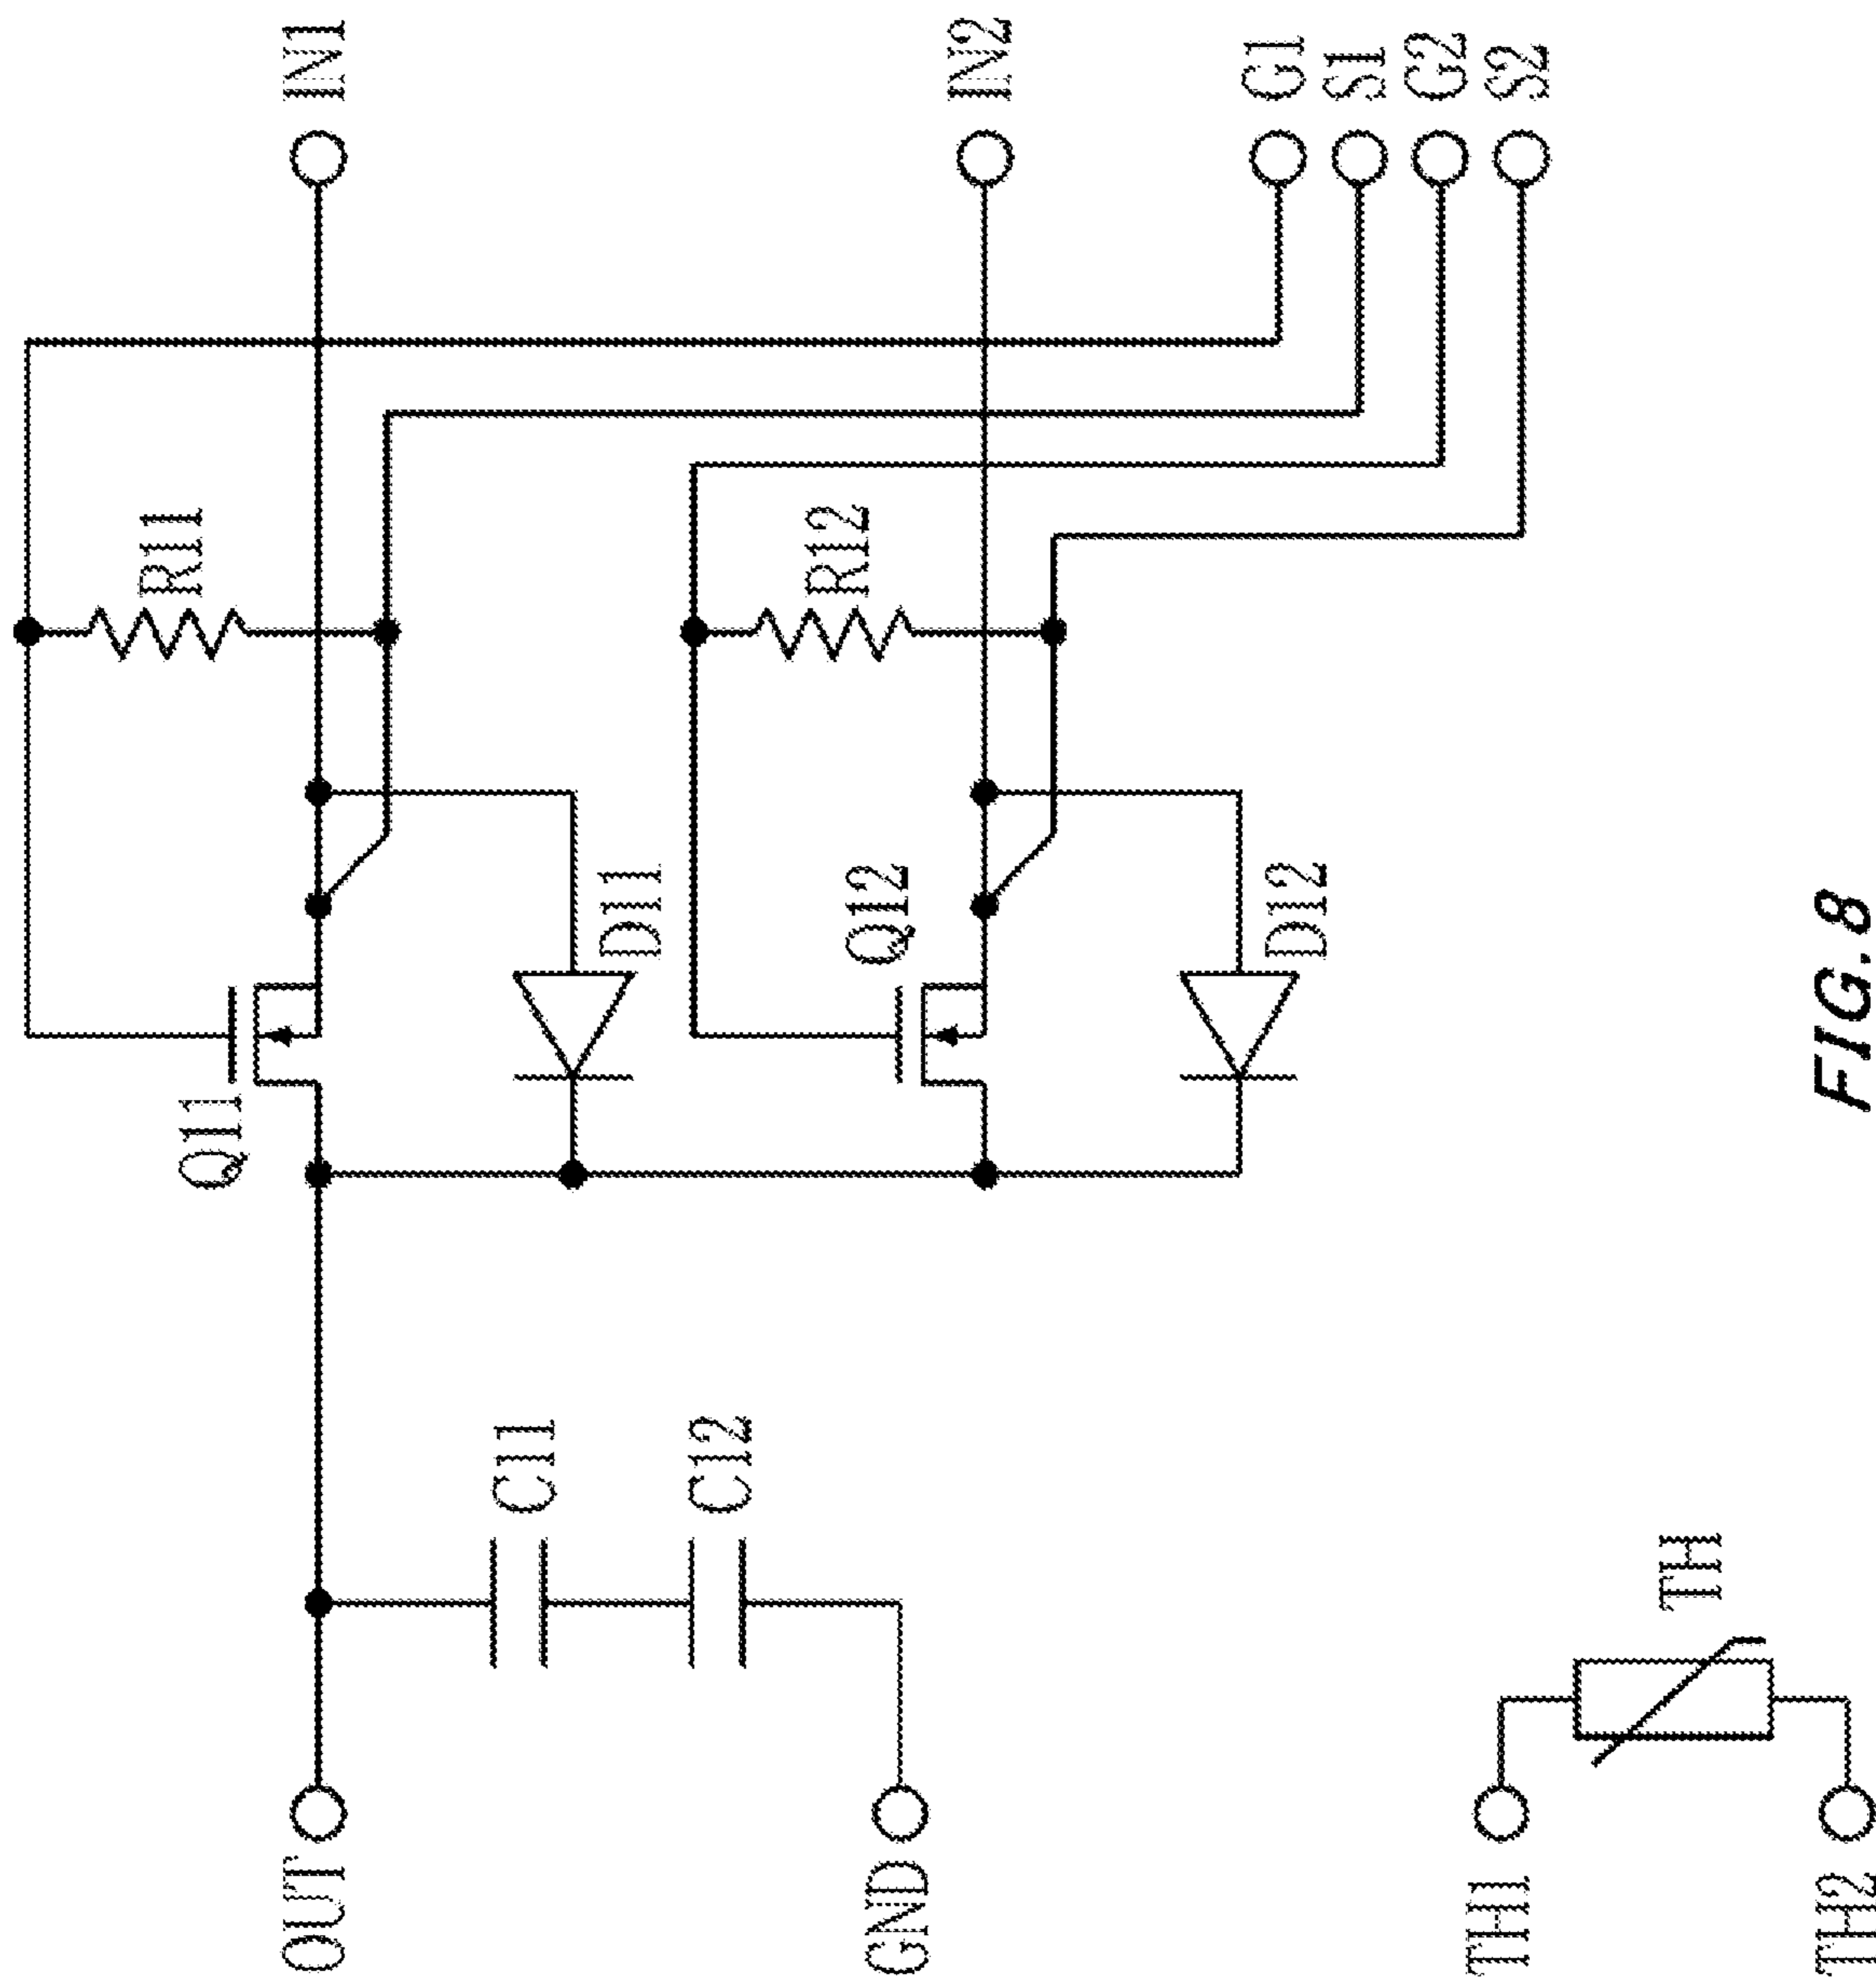 OUT
Q11
R11
IN1
C11
D11
C12
Q12
R12
IN2
GND
D12
G1
S1
G2
S2
TH1
TH
TH2
FIG. 8